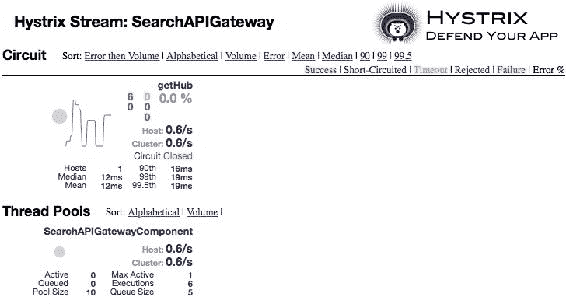 Hystrix Stream: SearchAPIGateway
HYSTRIX
DEFEND YOUR APP
Circuit Sort: Error then Volume | Alphabetical | Volume | Error | Mean | Median | 90 | 99 | 99.5
Success | Short-Circuited | Timeout | Rejected | Failure | Error %
getHub
6 0 0.0 %
0 0
0
Host: 0.6/s
Cluster: 0.6/s
Circuit Closed
Hosts 1 90th 16ms
Median 12ms 99th 19ms
Mean 12ms 99.5th 19ms
Thread Pools Sort: Alphabetical | Volume |
SearchAPIGatewayComponent
Host: 0.6/s
Cluster: 0.6/s
Active 0 Max Active 1
Queued 0 Executions 6
Pool Size 10 Queue Size 5